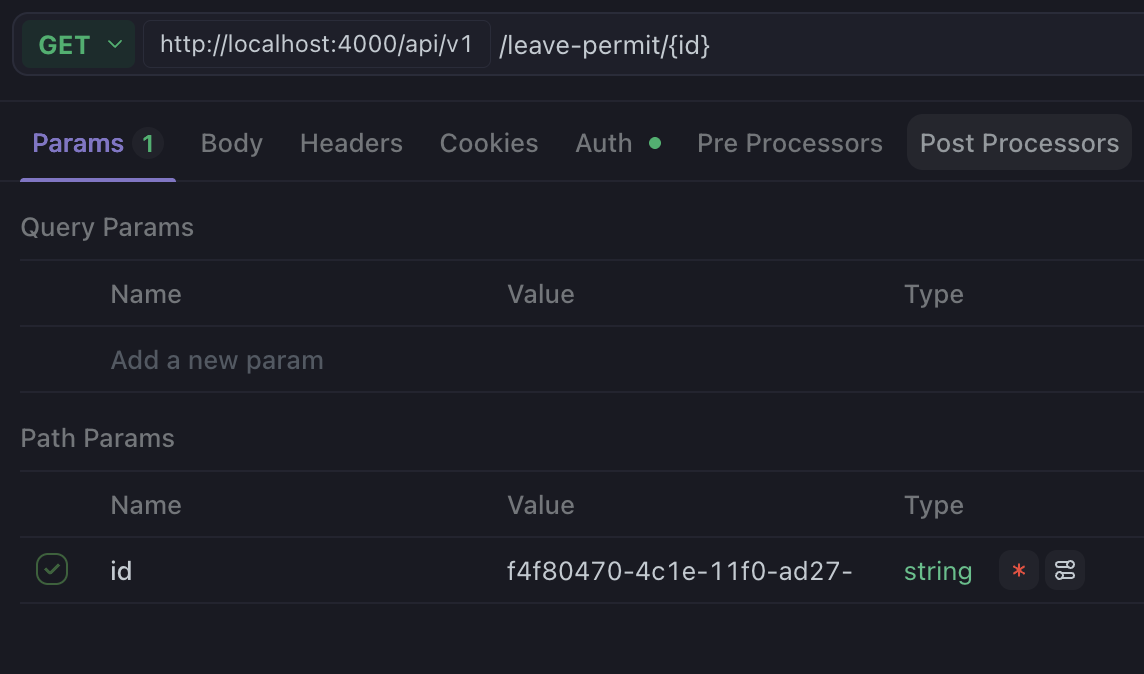 GET http://localhost:4000/api/v1 /leave-permit/{id}
Params 1 Body Headers Cookies Auth Pre Processors Post Processors
Query Params
Name Value Type
Add a new param
Path Params
Name Value Type
id f4f80470-4c1e-11f0-ad27- string *